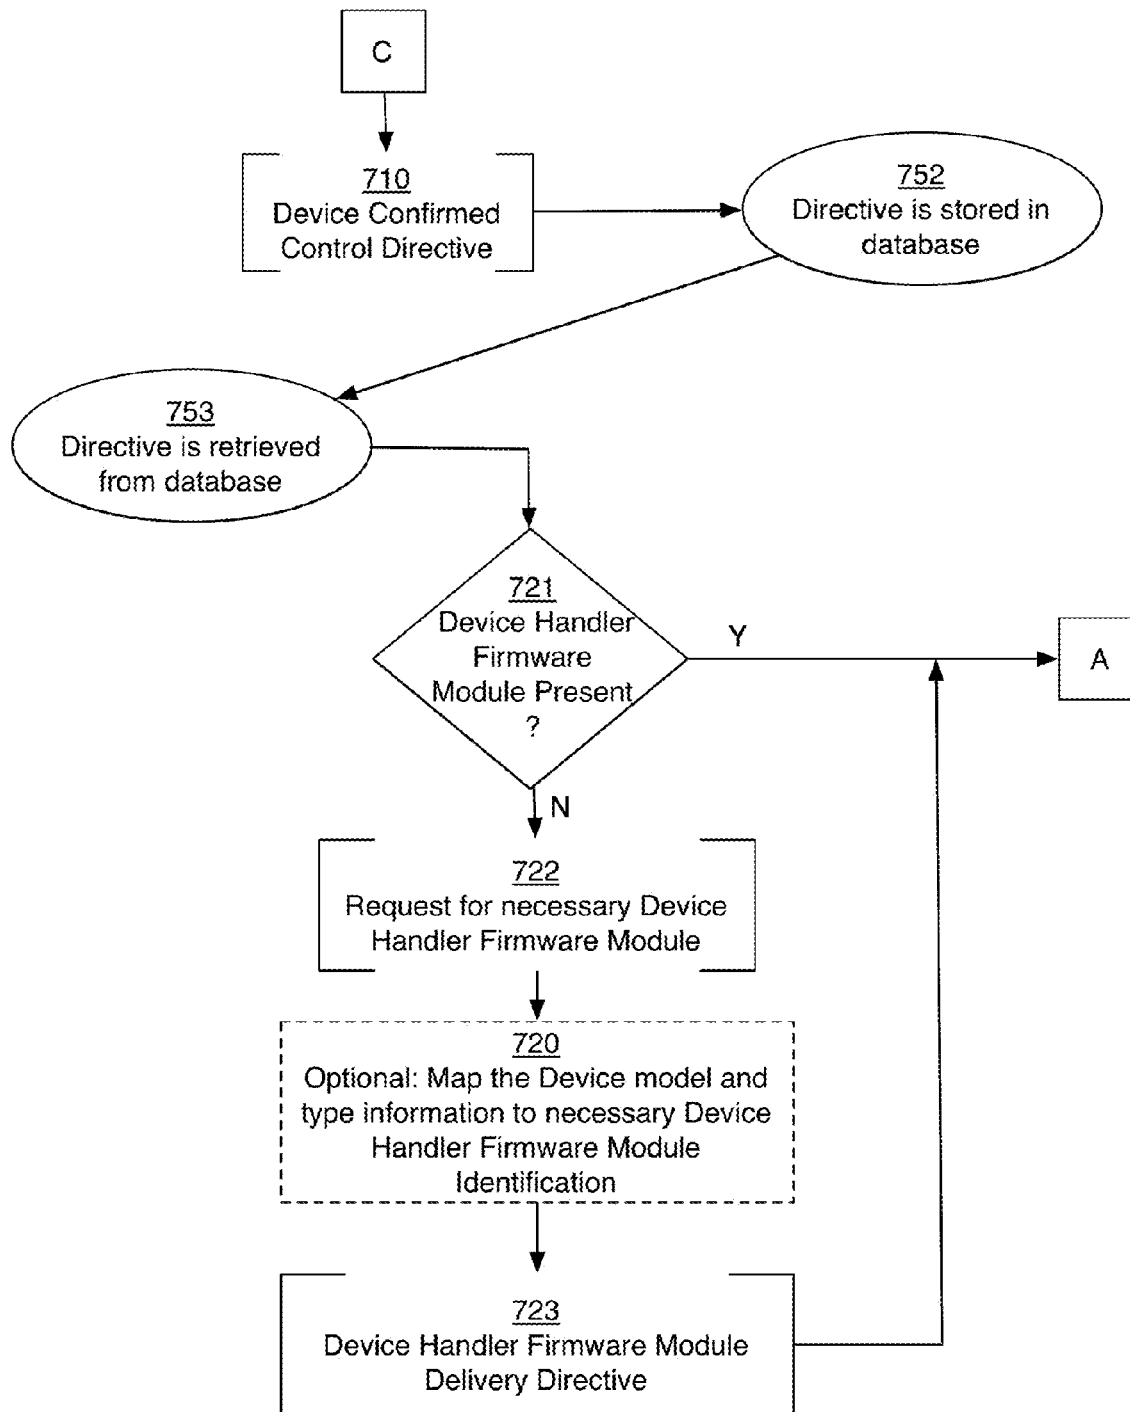 C
710
Device Confirmed
Control Directive
752
Directive is stored in
database
753
Directive is retrieved
from database
721
Device Handler
Firmware
Module Present
?
Y
A
N
722
Request for necessary Device
Handler Firmware Module
720
Optional: Map the Device model and
type information to necessary Device
Handler Firmware Module
Identification
723
Device Handler Firmware Module
Delivery Directive